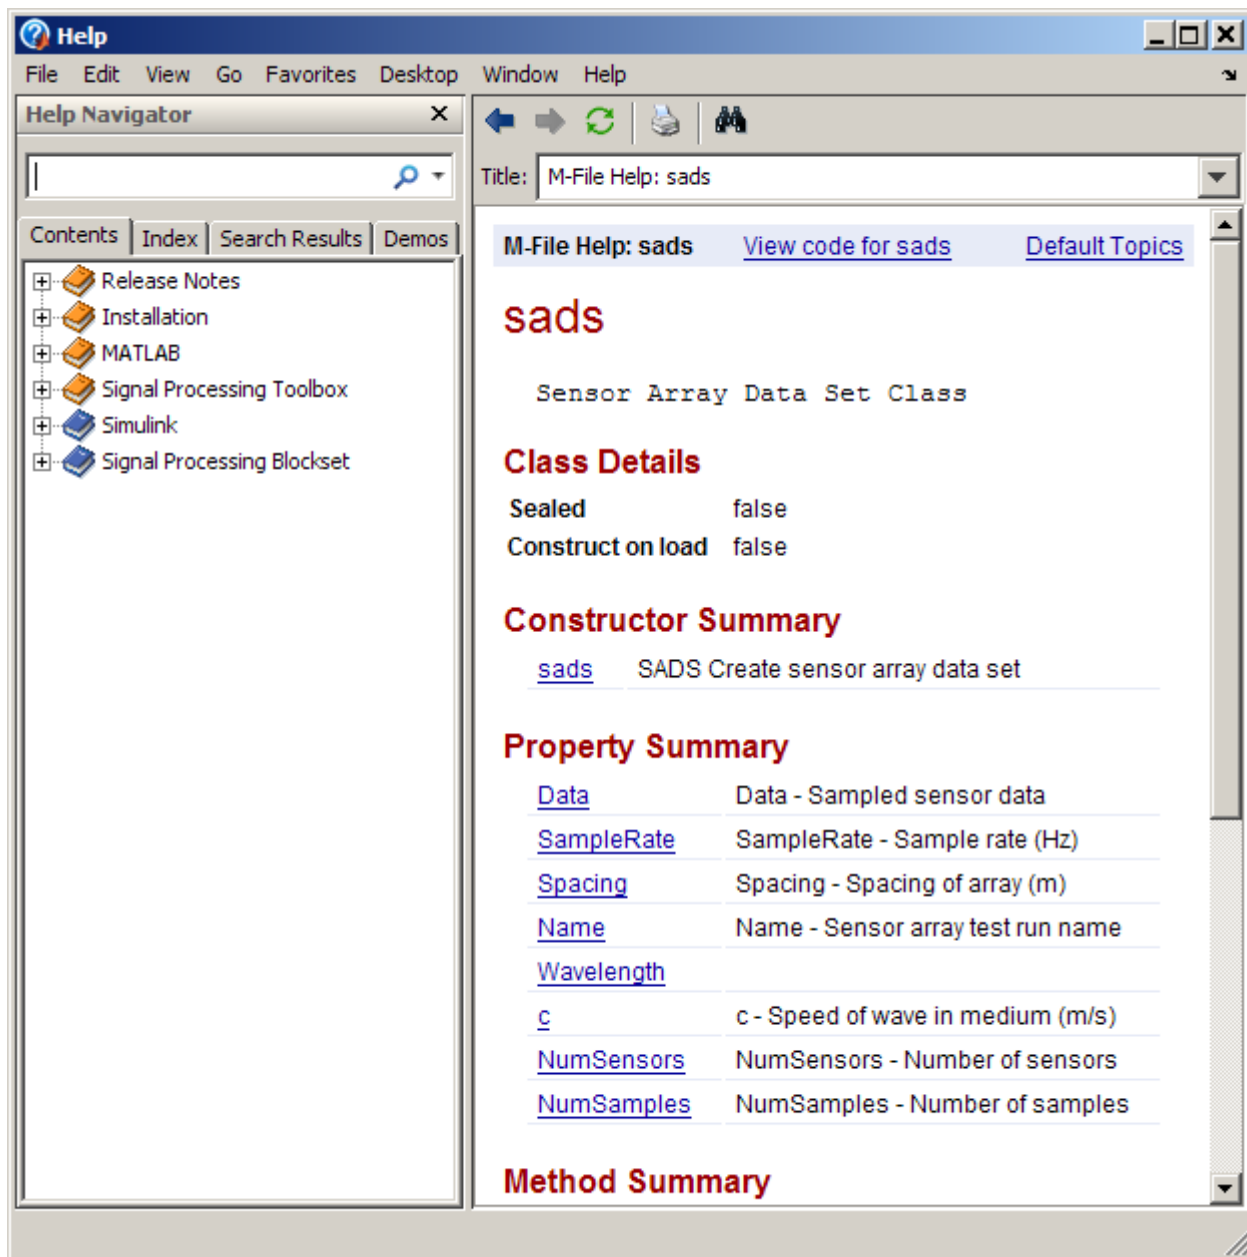 Help
File Edit View Go Favorites Desktop Window Help
Help Navigator
Contents Index Search Results Demos
Release Notes
Installation
MATLAB
Signal Processing Toolbox
Simulink
Signal Processing Blockset
Title: M-File Help: sads
M-File Help: sads View code for sads Default Topics
sads
Sensor Array Data Set Class
Class Details
Sealed false
Construct on load false
Constructor Summary
sads SADS Create sensor array data set
Property Summary
Data Data - Sampled sensor data
SampleRate SampleRate - Sample rate (Hz)
Spacing Spacing - Spacing of array (m)
Name Name - Sensor array test run name
Wavelength
c c - Speed of wave in medium (m/s)
NumSensors NumSensors - Number of sensors
NumSamples NumSamples - Number of samples
Method Summary